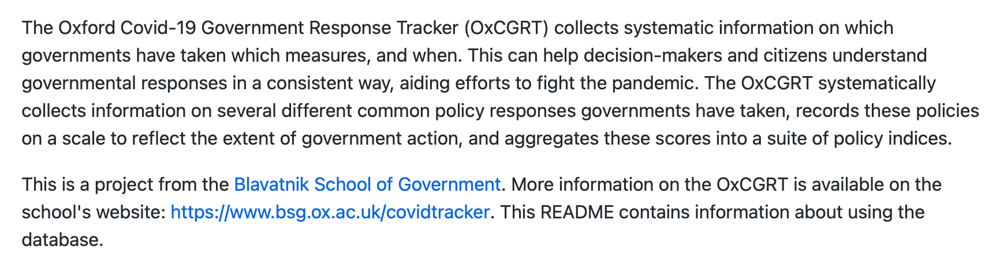 The Oxford Covid-19 Government Response Tracker (OxCGRT) collects systematic information on which
governments have taken which measures, and when. This can help decision-makers and citizens understand
governmental responses in a consistent way, aiding efforts to fight the pandemic. The OxCGRT systematically
collects information on several different common policy responses governments have taken, records these policies
on a scale to reflect the extent of government action, and aggregates these scores into a suite of policy indices.
This is a project from the Blavatnik School of Government. More information on the OxCGRT is available on the
school's website: https://www.bsg.ox.ac.uk/covidtracker. This README contains information about using the
database.